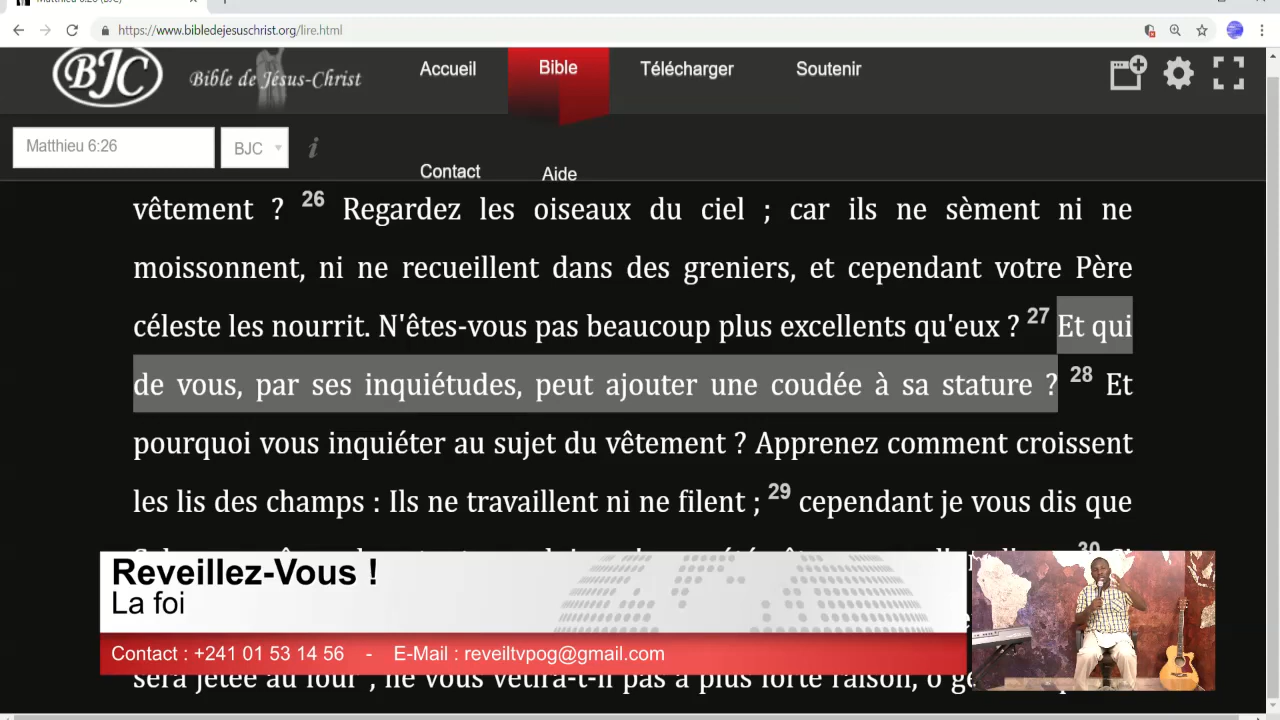 Matthieu 6:26 (BJC)
https://www.bibledejesuschrist.org/lire.html
BJC
Bible de Jésus-Christ
Accueil
Bible
Télécharger
Soutenir
Matthieu 6:26
BJC
i
Contact
Aide
vêtement ? 26 Regardez les oiseaux du ciel ; car ils ne sèment ni ne
moissonnent, ni ne recueillent dans des greniers, et cependant votre Père
céleste les nourrit. N'êtes-vous pas beaucoup plus excellents qu'eux ? 27 Et qui
de vous, par ses inquiétudes, peut ajouter une coudée à sa stature ? 28 Et
pourquoi vous inquiéter au sujet du vêtement ? Apprenez comment croissent
les lis des champs : Ils ne travaillent ni ne filent ; 29 cependant je vous dis que
30 Si
Reveillez-Vous !
La foi
Contact : +241 01 53 14 56 - E-Mail : reveiltvpog@gmail.com
sera jetée au four , ne vous vêtira-t-il pas à plus forte raison, ô